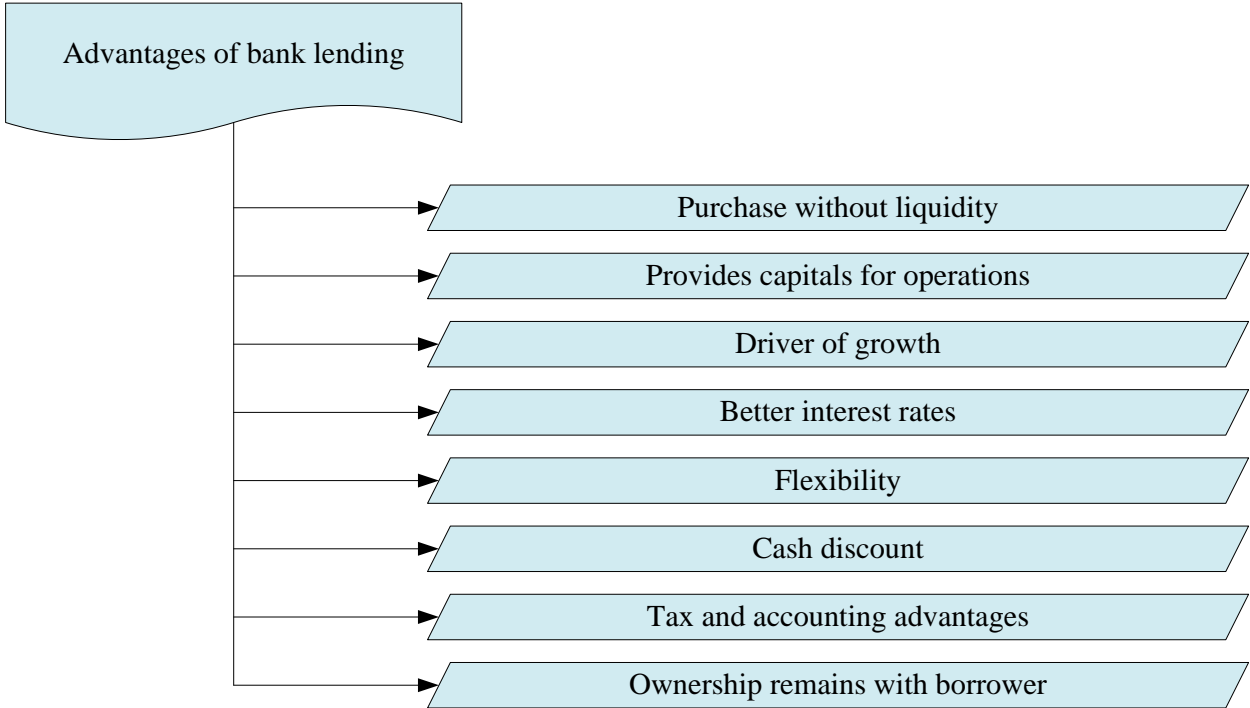 Advantages of bank lending
Purchase without liquidity
Provides capitals for operations
Driver of growth
Better interest rates
Flexibility
Cash discount
Tax and accounting advantages
Ownership remains with borrower